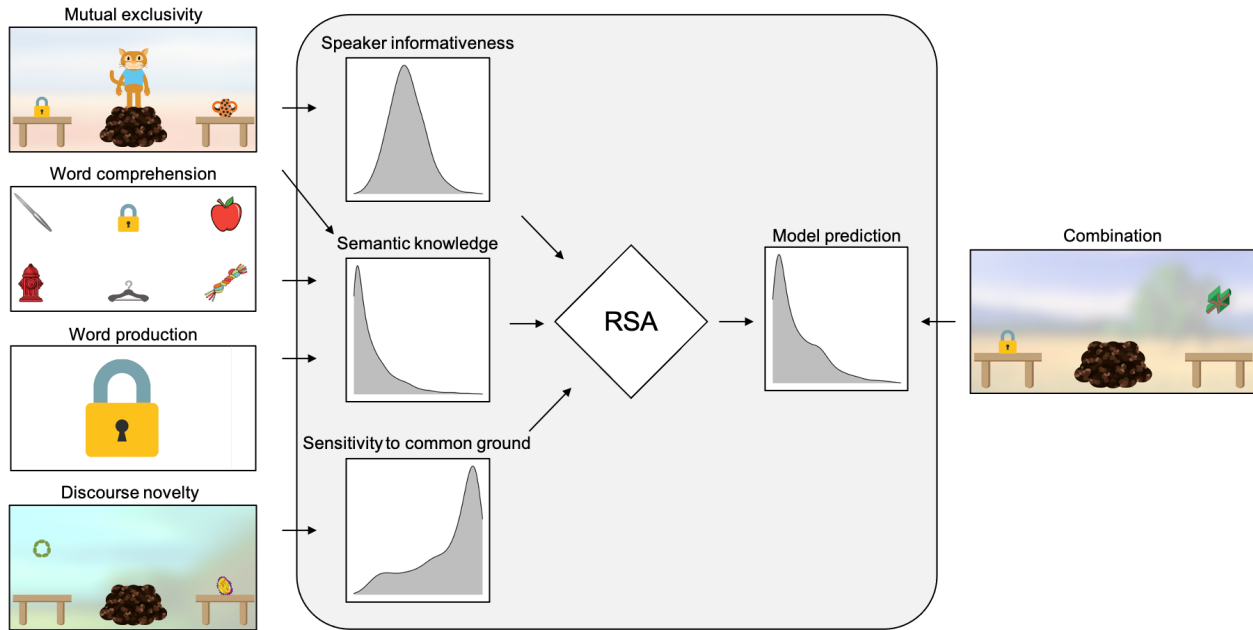 Mutual exclusivity
Speaker informativeness
Word comprehension
Semantic knowledge
Model prediction
Combination
RSA
Word production
Sensitivity to common ground
Discourse novelty